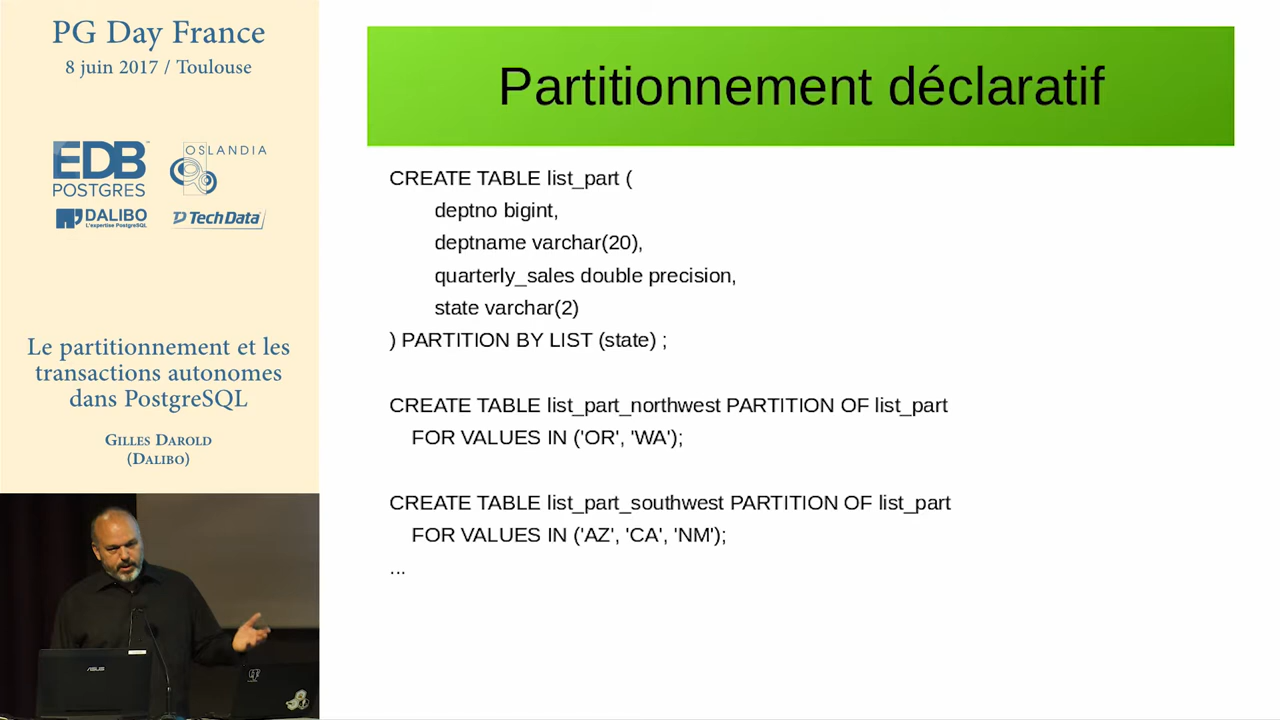 PG Day France
8 juin 2017 / Toulouse
EDB
POSTGRES
OSLANDIA
DALIBO
L'expertise PostgreSQL
Tech Data
Le partitionnement et les
transactions autonomes
dans PostgreSQL
Gilles Darold
(Dalibo)
ASUS
Partitionnement déclaratif
CREATE TABLE list_part (
deptno bigint,
deptname varchar(20),
quarterly_sales double precision,
state varchar(2)
) PARTITION BY LIST (state) ;
CREATE TABLE list_part_northwest PARTITION OF list_part
FOR VALUES IN ('OR', 'WA');
CREATE TABLE list_part_southwest PARTITION OF list_part
FOR VALUES IN ('AZ', 'CA', 'NM');
...